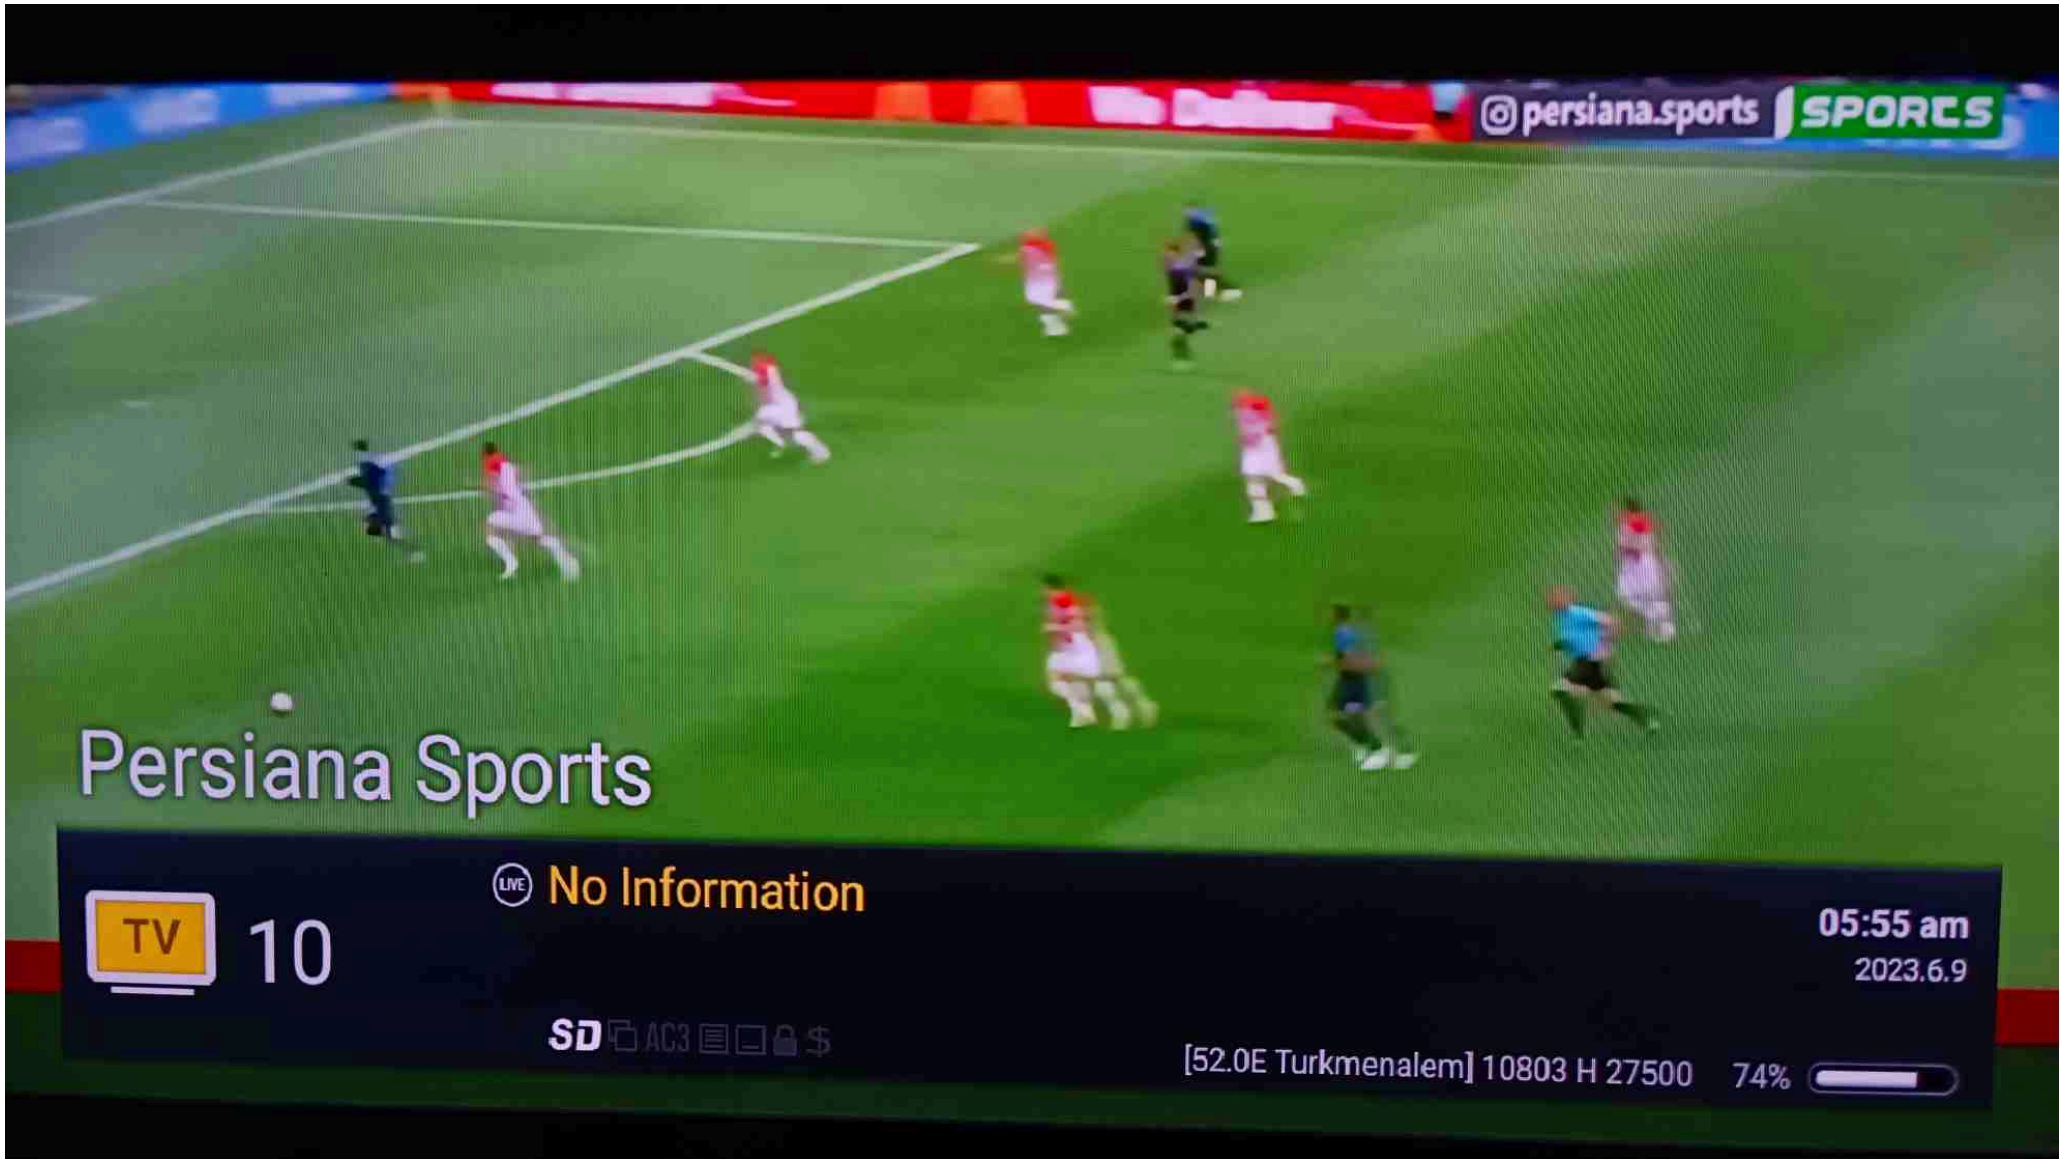 persiana.sports SPORTS
Persiana Sports
LIVE No Information
TV 10
05:55 am
2023.6.9
SD AC3 $
[52.0E Turkmenalem] 10803 H 27500 74%